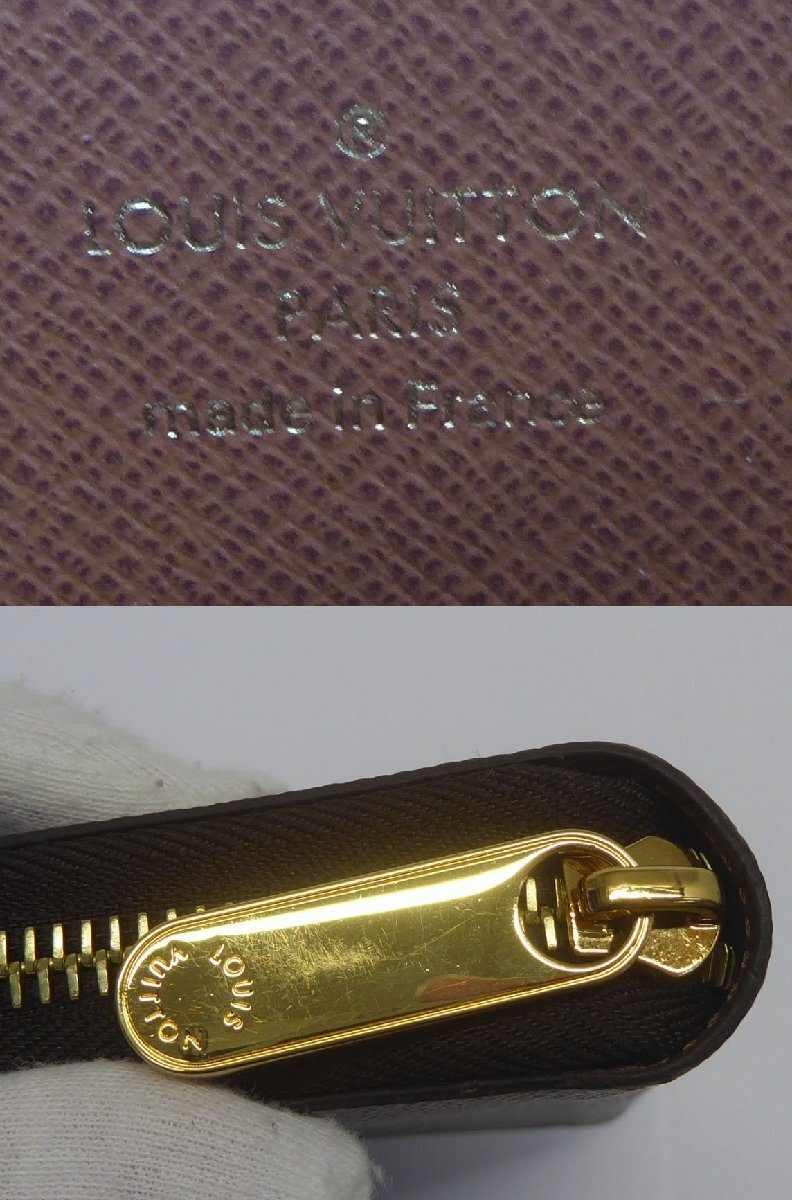 ®
LOUIS VUITTON
PARIS
made in France
LOUIS
VUITTON